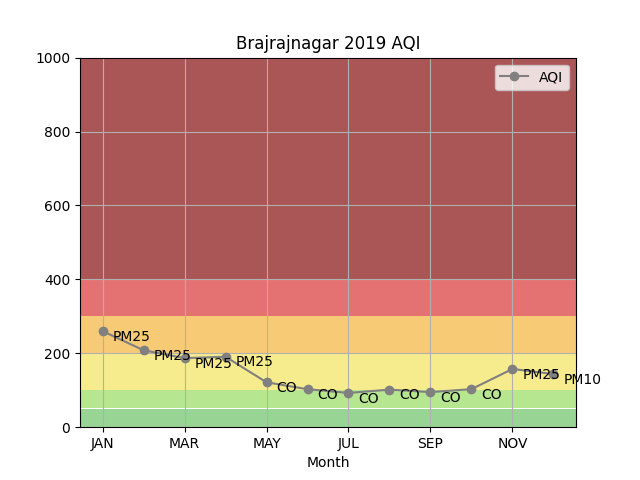 Brajrajnagar 2019 AQI
AQI
1000
800
600
400
200
0
PM25
PM25
PM25
PM25
CO
CO
CO
CO
CO
CO
PM25
PM10
JAN
MAR
MAY
JUL
SEP
NOV
Month